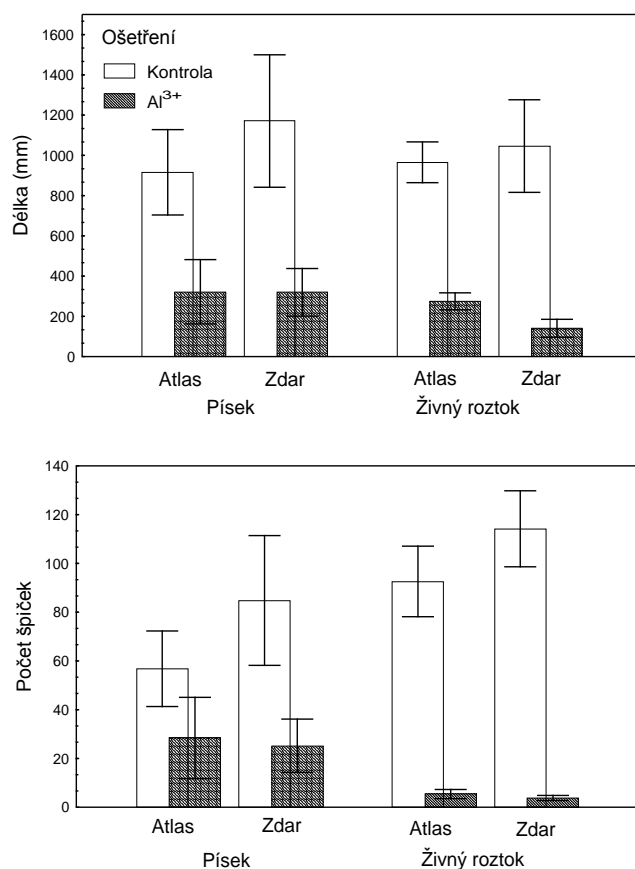 1600
1400
1200
1000
800
600
400
200
0
Délka (mm)
Ošetření
Kontrola
Al3+
Atlas Zdar Atlas Zdar
Písek Živný roztok
140
120
100
80
60
40
20
0
Počet špiček
Atlas Zdar Atlas Zdar
Písek Živný roztok